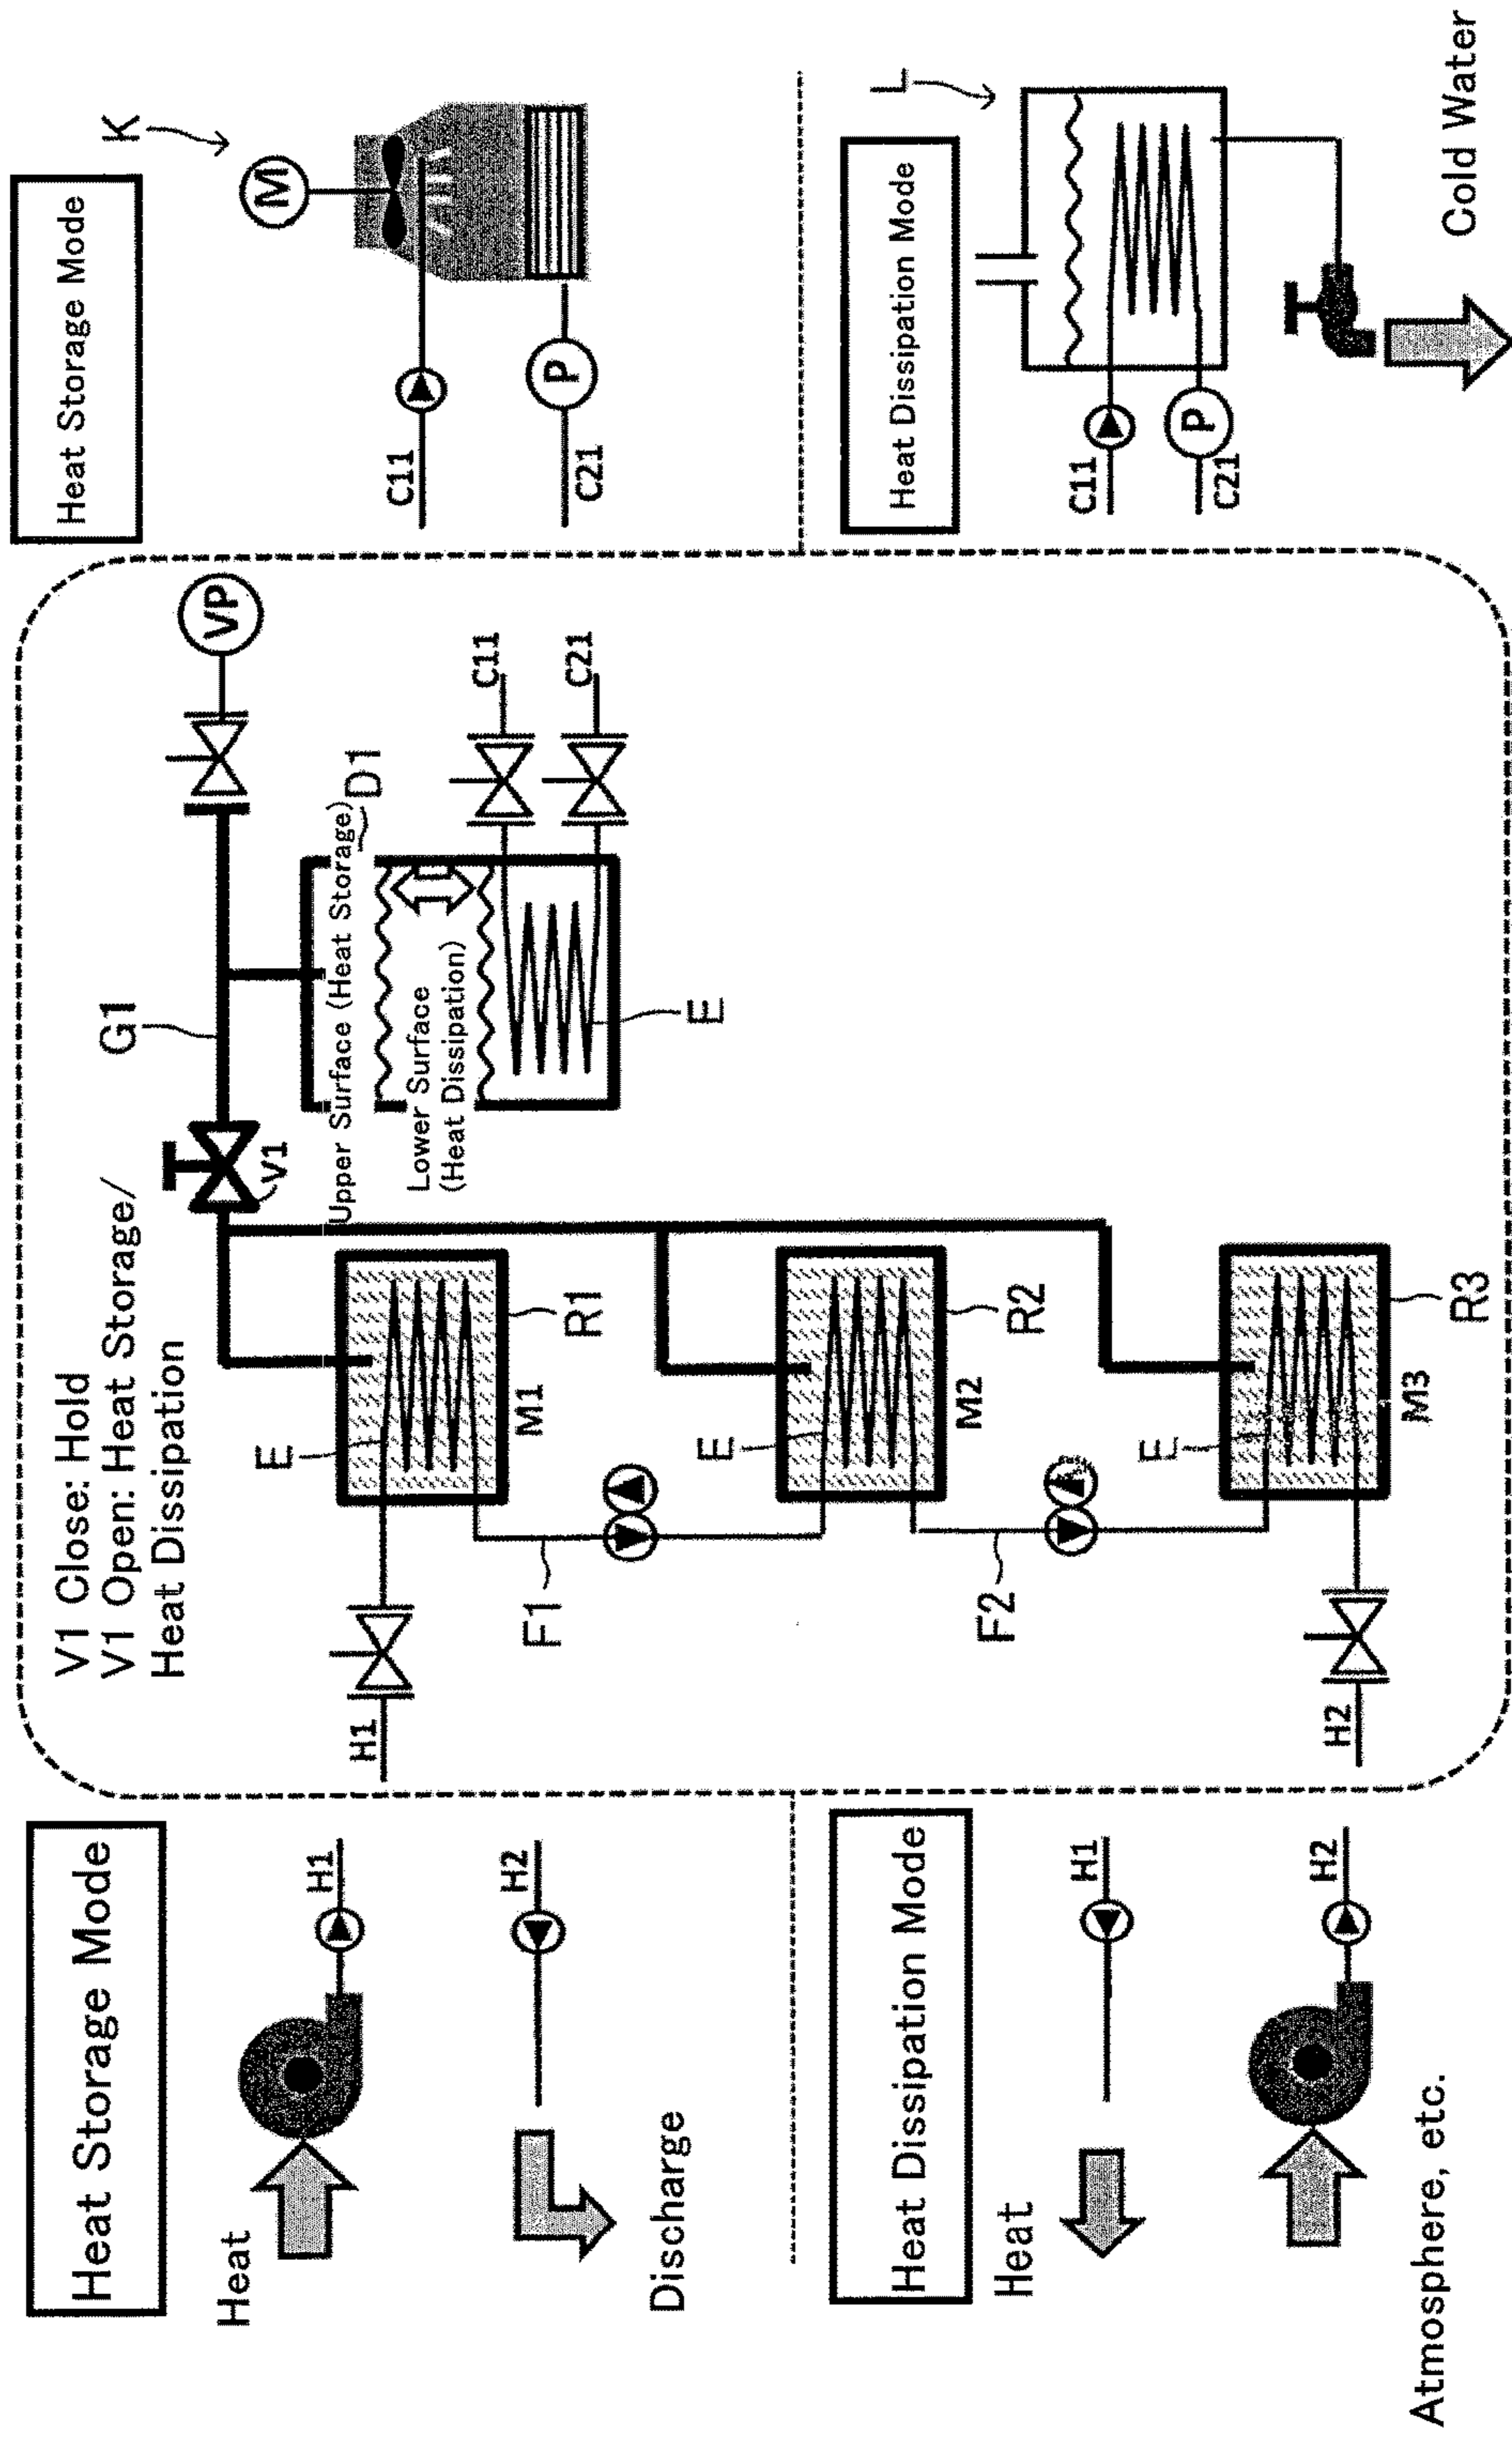 Heat Storage Mode
Heat
H1
H2
Discharge
Heat Dissipation Mode
Heat
H1
H2
Atmosphere, etc.
V1 Close: Hold
V1 Open: Heat Storage/
Heat Dissipation
H1
E
M1
R1
F1
E
M2
R2
F2
E
M3
R3
H2
V1
G1
VP
Upper Surface (Heat Storage)
D1
Lower Surface
(Heat Dissipation)
E
C11
C21
Heat Storage Mode
K
M
C11
P
C21
Heat Dissipation Mode
L
C11
P
C21
Cold Water